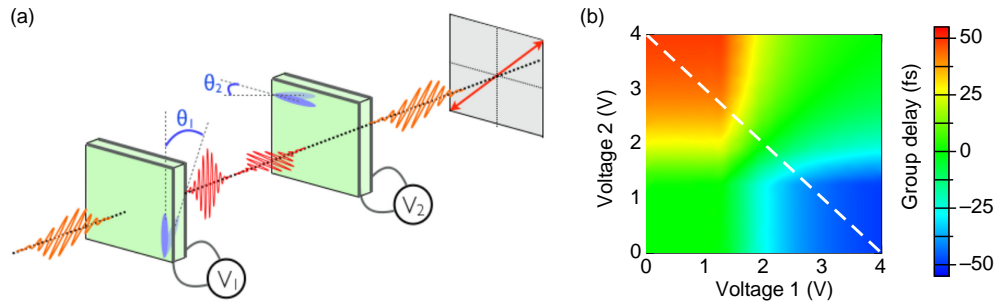 (a)
θ1
V1
θ2
V2
(b)
4
3
2
1
0
Voltage 2 (V)
0 1 2 3 4
Voltage 1 (V)
50
25
0
−25
−50
Group delay (fs)